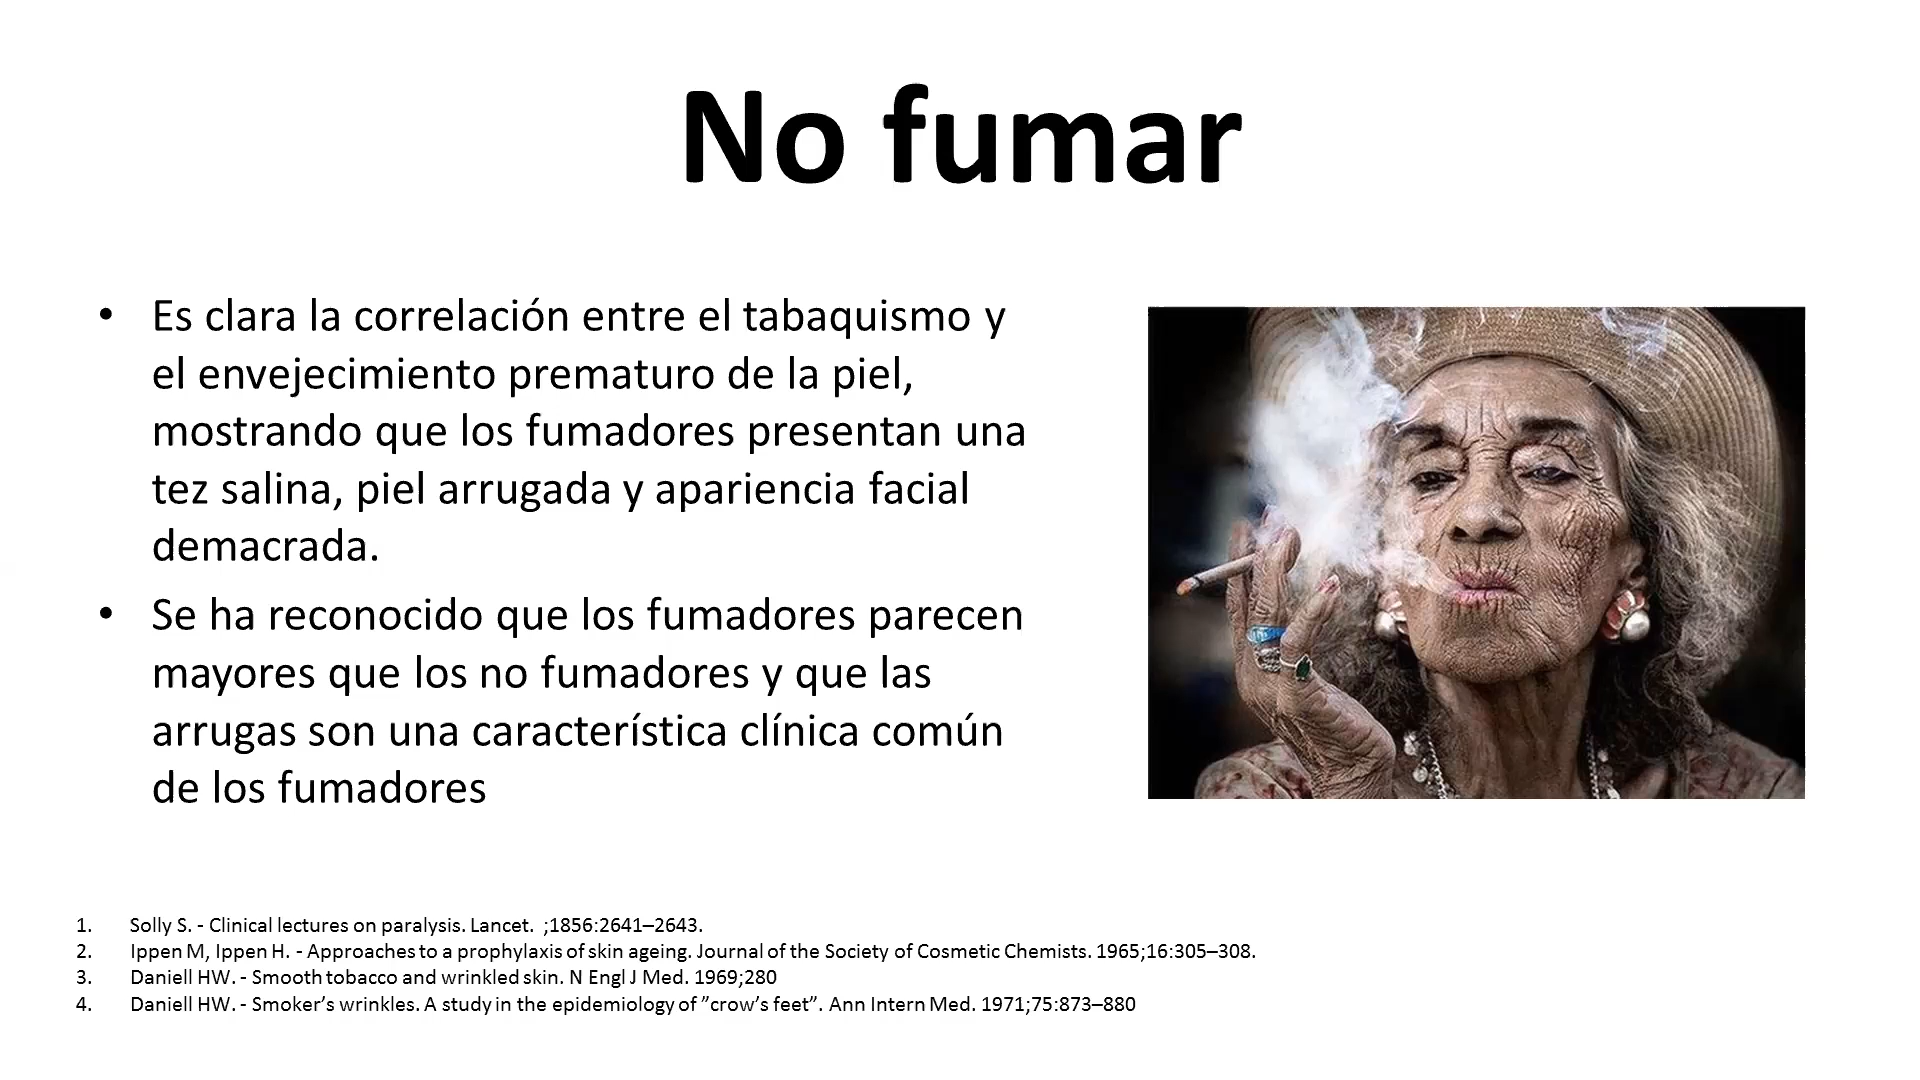 No fumar
• Es clara la correlación entre el tabaquismo y
el envejecimiento prematuro de la piel,
mostrando que los fumadores presentan una
tez salina, piel arrugada y apariencia facial
demacrada.
• Se ha reconocido que los fumadores parecen
mayores que los no fumadores y que las
arrugas son una característica clínica común
de los fumadores
1. Solly S. - Clinical lectures on paralysis. Lancet. ;1856:2641–2643.
2. Ippen M, Ippen H. - Approaches to a prophylaxis of skin ageing. Journal of the Society of Cosmetic Chemists. 1965;16:305–308.
3. Daniell HW. - Smooth tobacco and wrinkled skin. N Engl J Med. 1969;280
4. Daniell HW. - Smoker’s wrinkles. A study in the epidemiology of ”crow’s feet”. Ann Intern Med. 1971;75:873–880